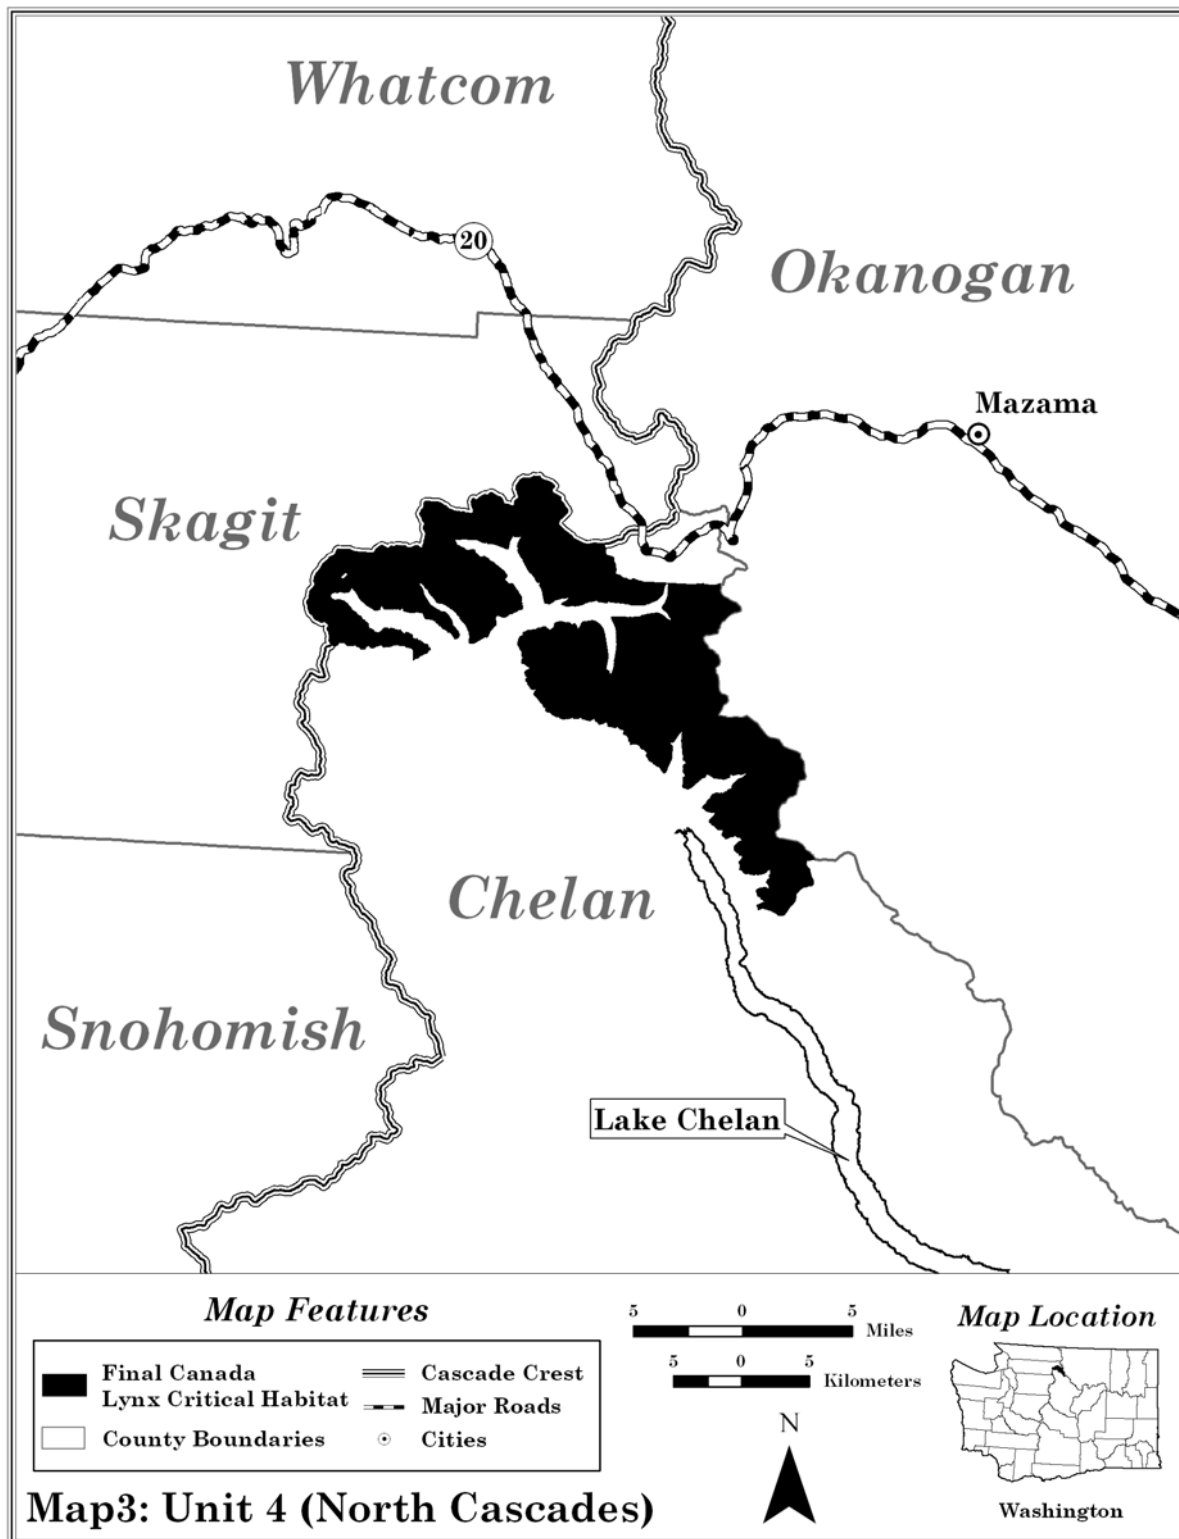 Whatcom
20
Okanogan
Mazama
Skagit
Chelan
Snohomish
Lake Chelan
Map Features
Final Canada
Lynx Critical Habitat
County Boundaries
Cascade Crest
Major Roads
Cities
5 0 5
Miles
5 0 5
Kilometers
N
Map Location
Washington
Map3: Unit 4 (North Cascades)